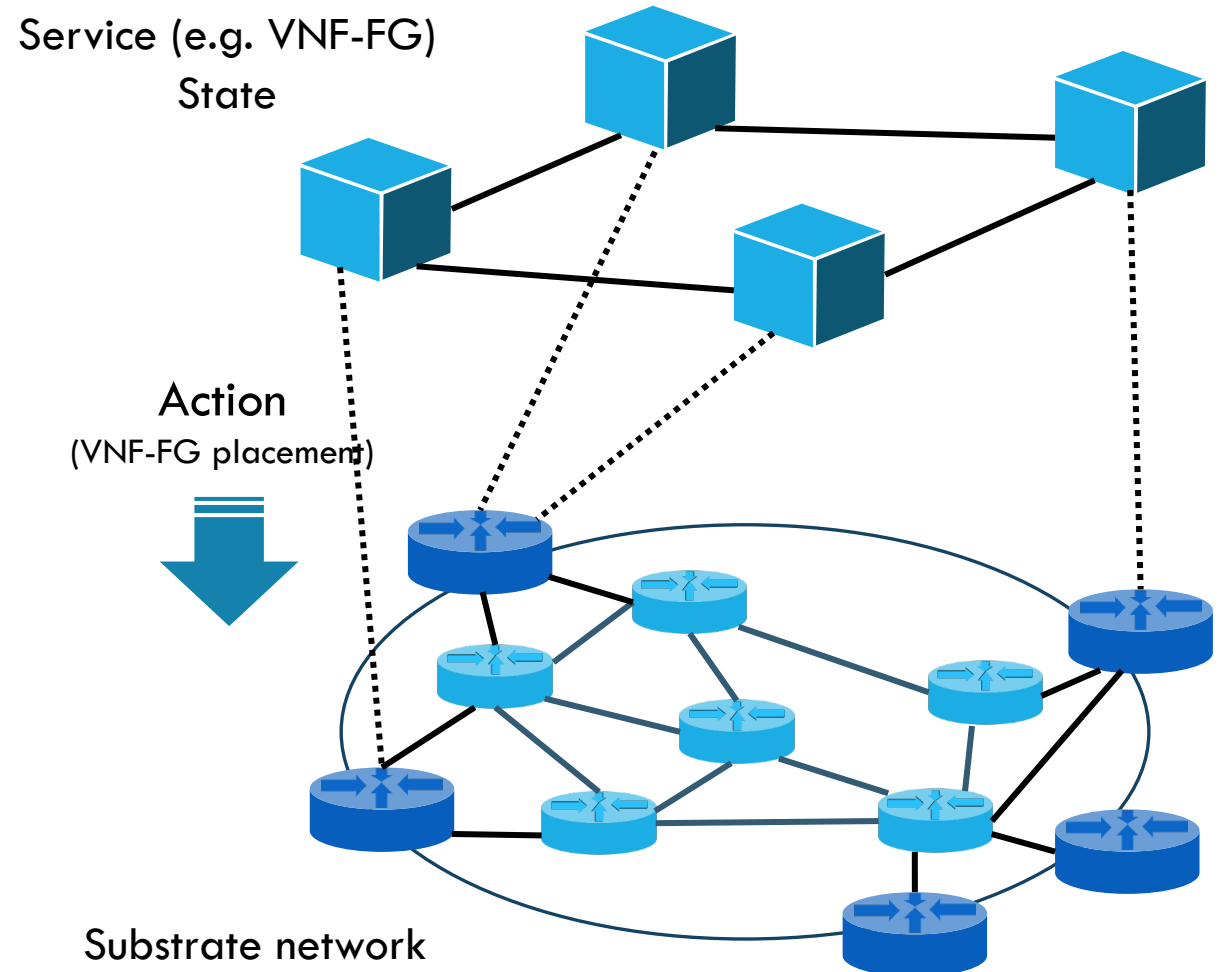 Service (e.g. VNF-FG)
State
Action
(VNF-FG placement)
Substrate network